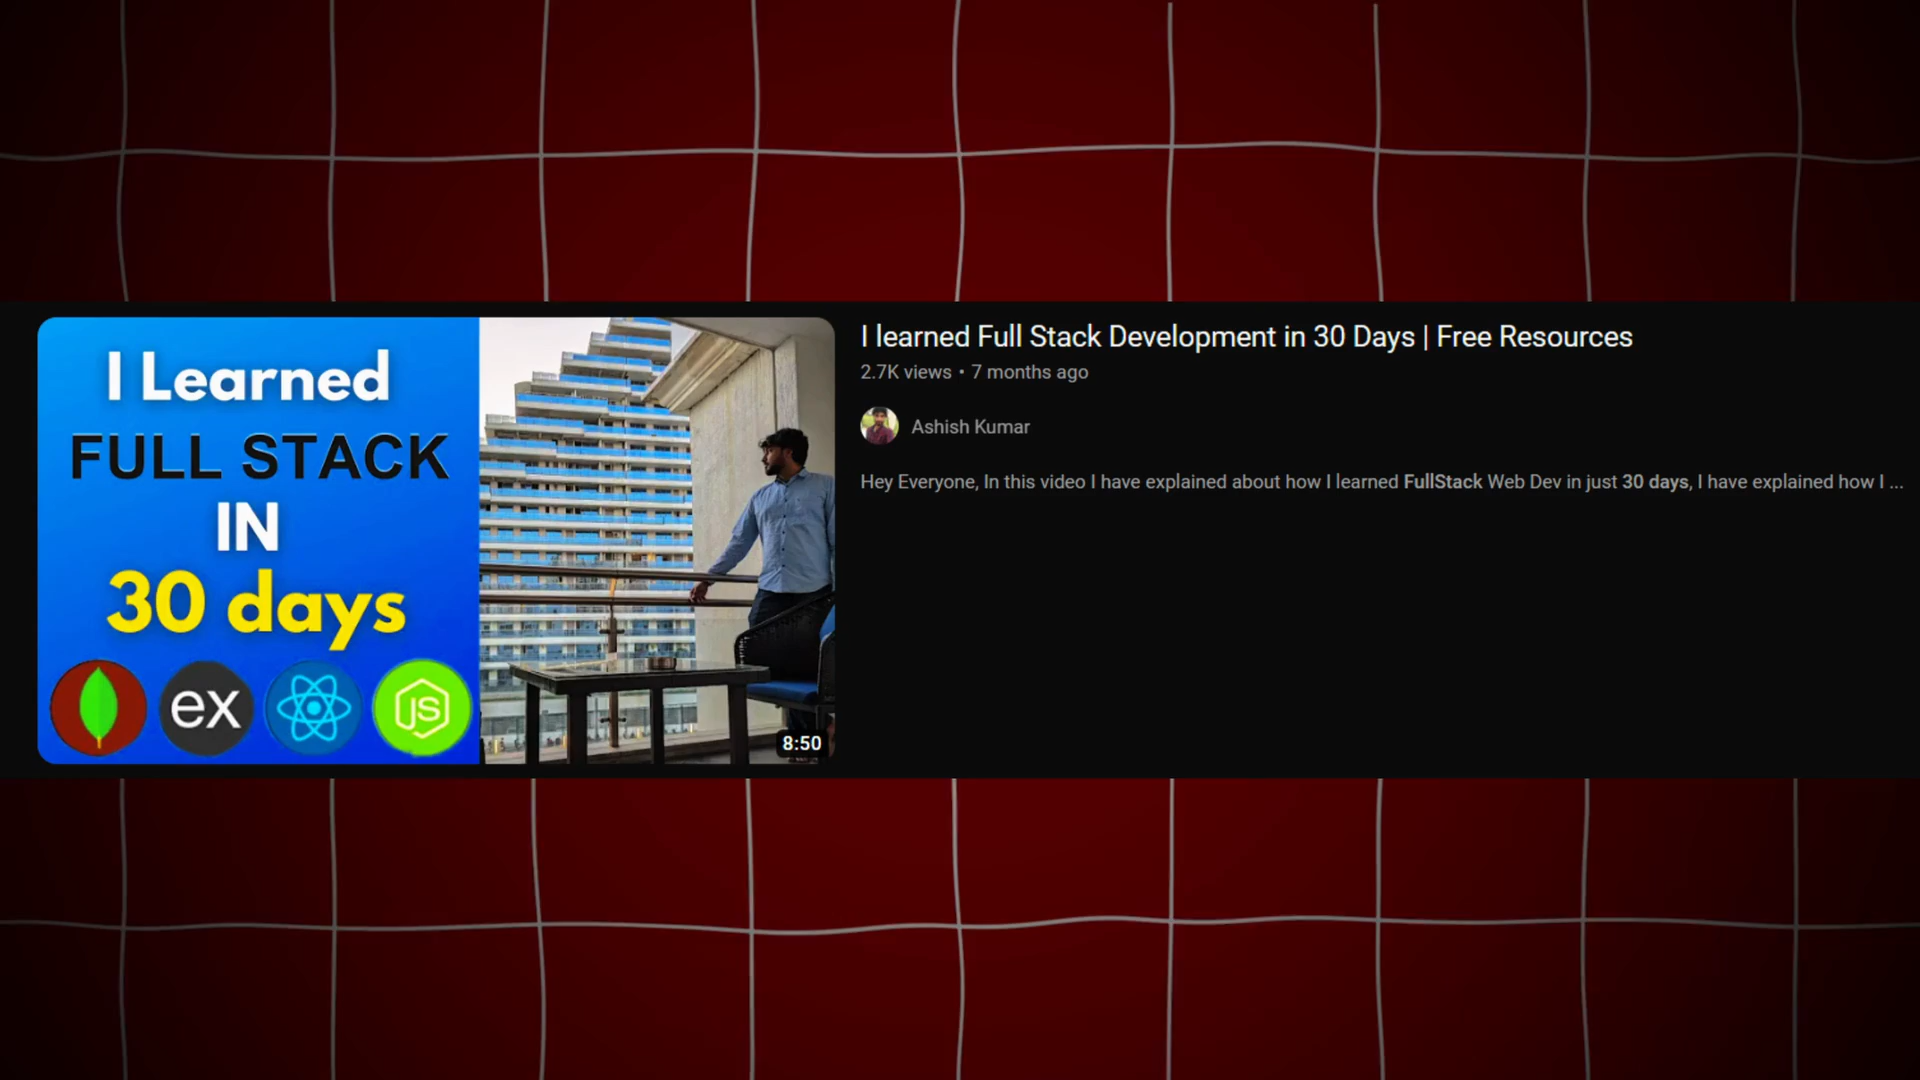 I Learned
FULL STACK
IN
30 days
ex
JS
8:50
I learned Full Stack Development in 30 Days | Free Resources
2.7K views • 7 months ago
Ashish Kumar
Hey Everyone, In this video I have explained about how I learned FullStack Web Dev in just 30 days, I have explained how I ...